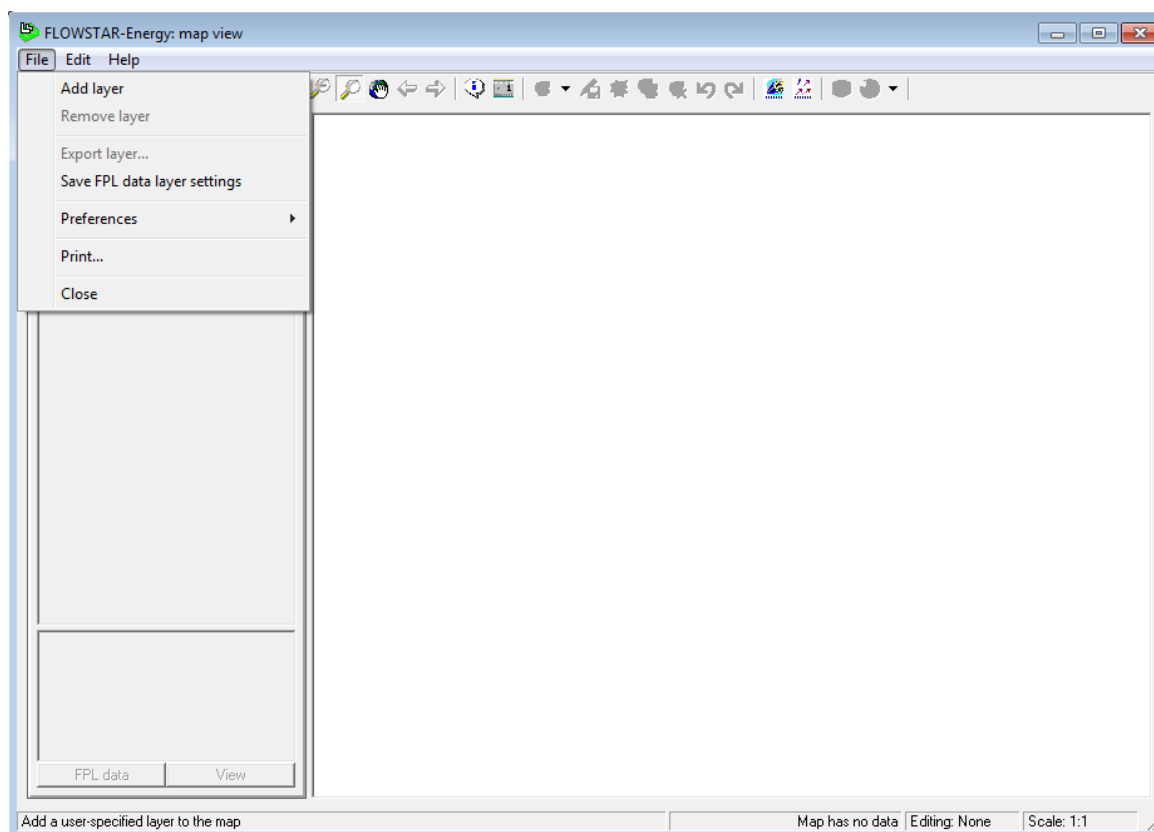 FLOWSTAR-Energy: map view
File Edit Help
Add layer
Remove layer
Export layer...
Save FPL data layer settings
Preferences
Print...
Close
FPL data View
Add a user-specified layer to the map Map has no data Editing: None Scale: 1:1